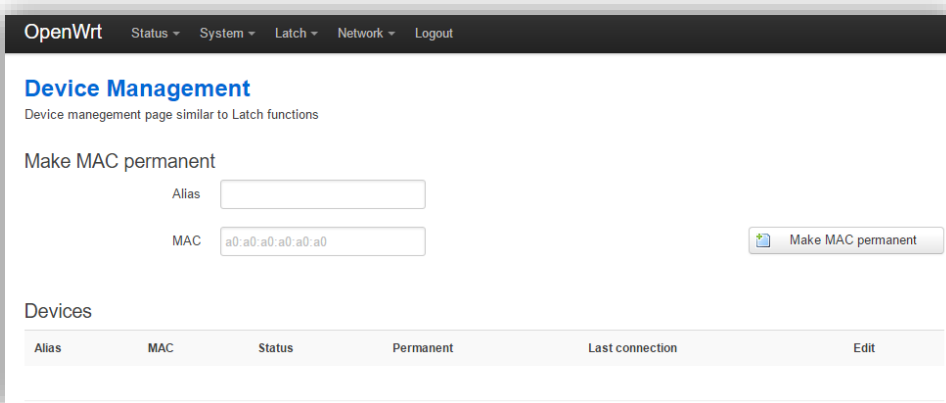 OpenWrt Status System Latch Network Logout
Device Management
Device manegement page similar to Latch functions
Make MAC permanent
Alias
MAC a0:a0:a0:a0:a0:a0 Make MAC permanent
Devices
Alias MAC Status Permanent Last connection Edit